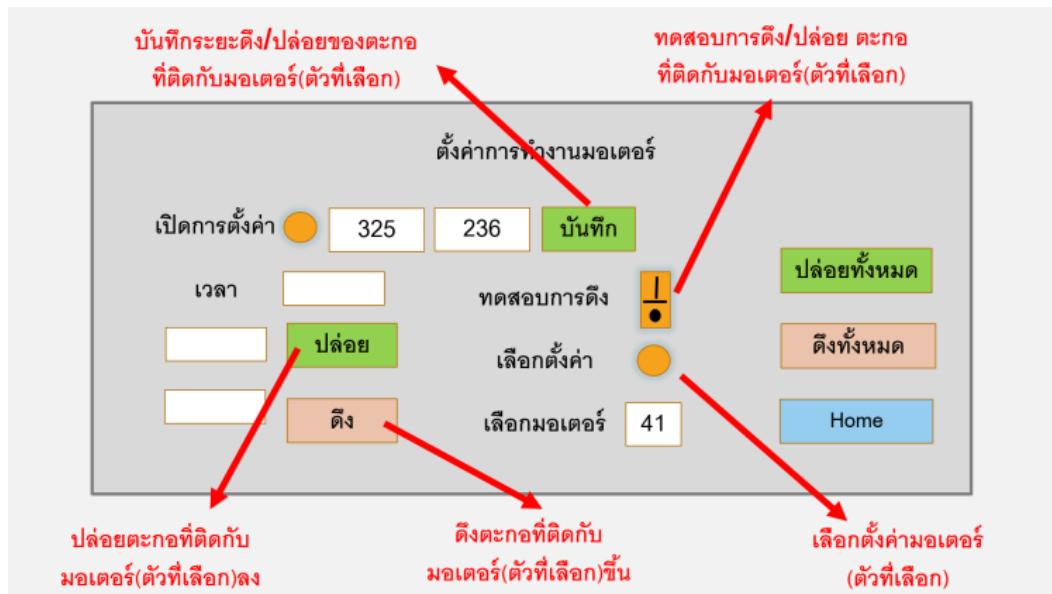 บันทึกระยะดึง/ปล่อยของตะกอ
ที่ติดกับมอเตอร์(ตัวที่เลือก)
ทดสอบการดึง/ปล่อย ตะกอ
ที่ติดกับมอเตอร์(ตัวที่เลือก)
ตั้งค่าการทำงานมอเตอร์
เปิดการตั้งค่า 325 236 บันทึก
เวลา
ทดสอบการดึง
ปล่อยทั้งหมด
ปล่อย
เลือกตั้งค่า
ดึงทั้งหมด
ดึง
เลือกมอเตอร์ 41
Home
ปล่อยตะกอที่ติดกับ
มอเตอร์(ตัวที่เลือก)ลง
ดึงตะกอที่ติดกับ
มอเตอร์(ตัวที่เลือก)ขึ้น
เลือกตั้งค่ามอเตอร์
(ตัวที่เลือก)